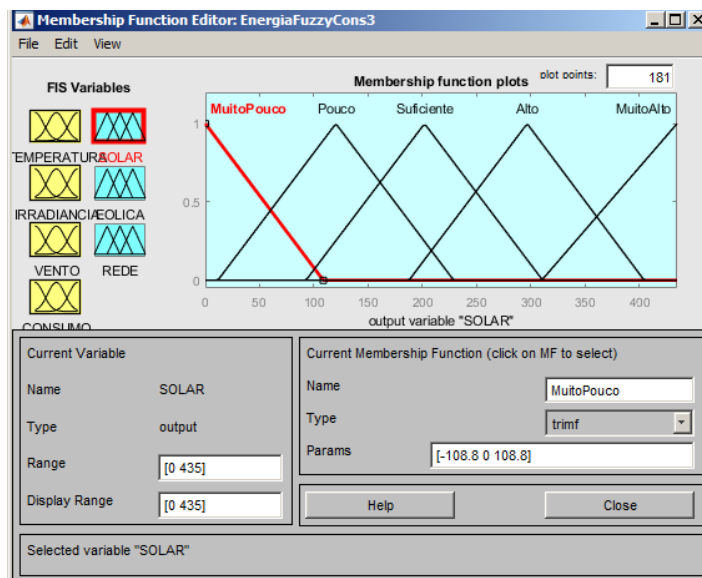 Membership Function Editor: EnergiaFuzzyCons3
File Edit View
FIS Variables
Membership function plots
plot points:
181
TEMPERATURA
SOLAR
IRRADIANCIA
EOLICA
VENTO
REDE
CONSUMO
MuitoPouco Pouco Suficiente Alto MuitoAlto
1
0.5
0
0 50 100 150 200 250 300 350 400
output variable "SOLAR"
Current Variable
Name SOLAR
Type output
Range [0 435]
Display Range [0 435]
Current Membership Function (click on MF to select)
Name MuitoPouco
Type trimf
Params [-108.8 0 108.8]
Help Close
Selected variable "SOLAR"